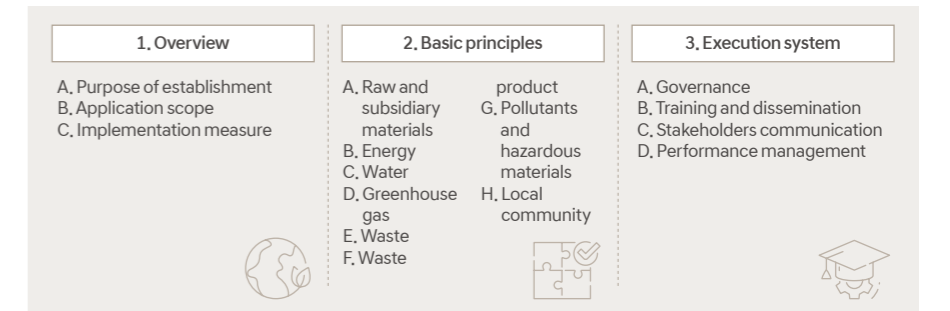 1. Overview
A. Purpose of establishment
B. Application scope
C. Implementation measure
2. Basic principles
A. Raw and
subsidiary
materials
B. Energy
C. Water
D. Greenhouse
gas
E. Waste
F. Waste
product
G. Pollutants
and
hazardous
materials
H. Local
community
3. Execution system
A. Governance
B. Training and dissemination
C. Stakeholders communication
D. Performance management